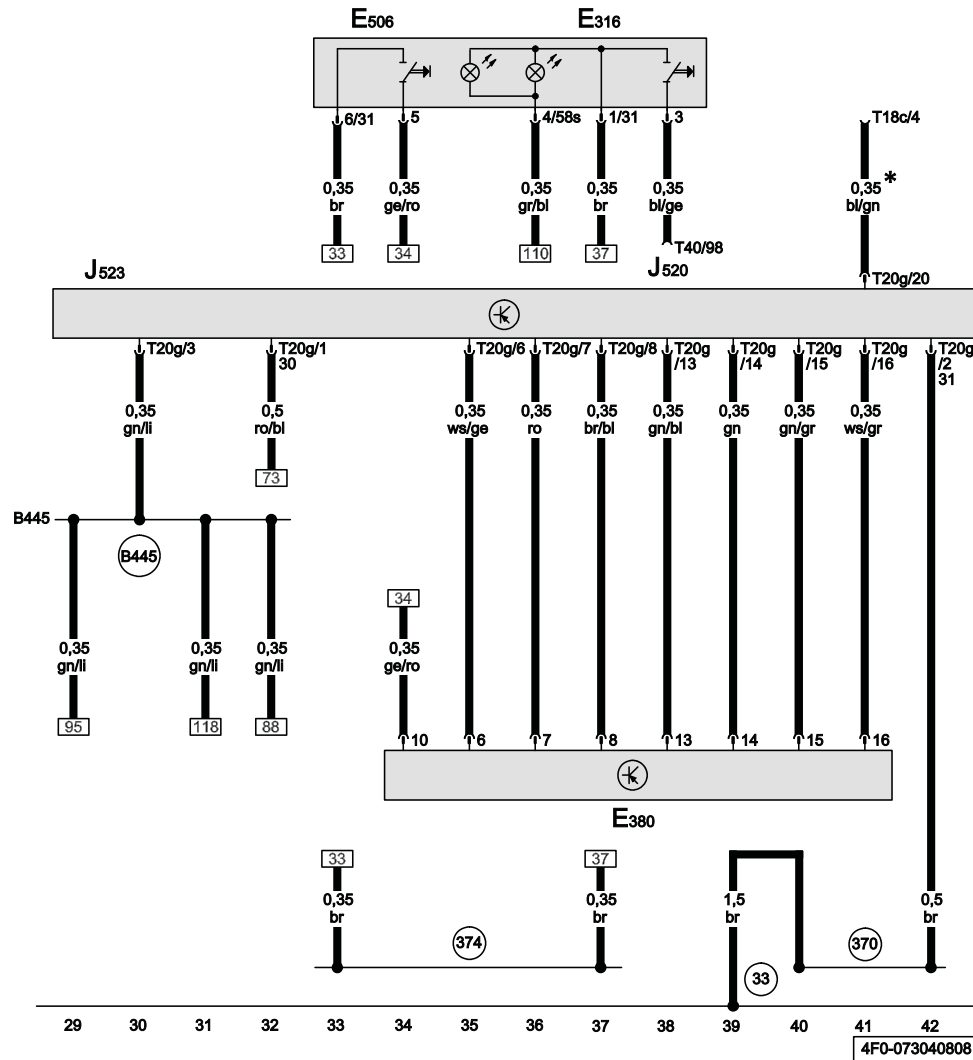 E506 E316
6/31 5 4/58s 1/31 3 T18c/4
0,35 0,35 0,35 0,35 0,35 0,35 *
br ge/ro gr/bl br bl/ge bl/gn
33 34 110 37 T40/98
J523 J520
T20g/20
T20g/3 T20g/1 T20g/6 T20g/7 T20g/8 T20g T20g T20g T20g T20g
30 /13 /14 /15 /16 /2
31
0,35 0,5 0,35 0,35 0,35 0,35 0,35 0,35 0,35
gn/li ro/bl ws/ge ro br/bl gn/bl gn gn/gr ws/gr
73
B445
B445
34
0,35 0,35 0,35 0,35
gn/li gn/li gn/li ge/ro
95 118 88
10 6 7 8 13 14 15 16
E380
33 37
0,35 0,35 1,5 0,5
br br br br
374 370
33
29 30 31 32 33 34 35 36 37 38 39 40 41 42
4F0-073040808